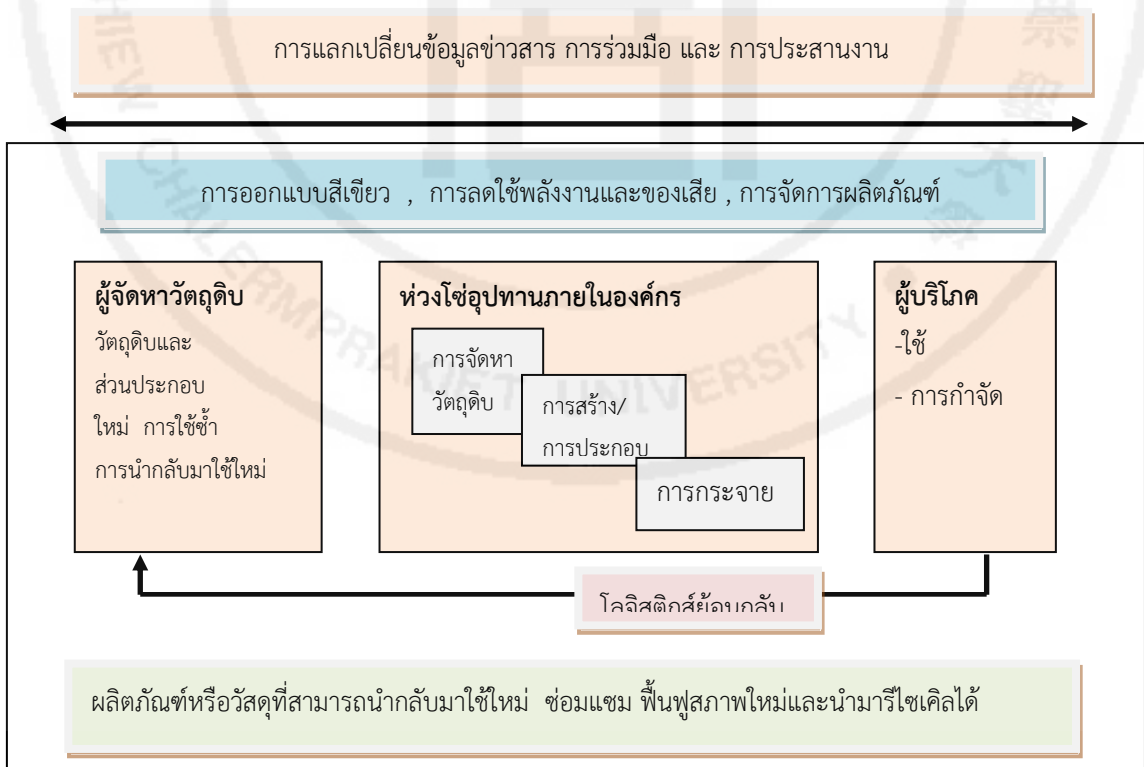 การแลกเปลี่ยนข้อมูลข่าวสาร การร่วมมือ และ การประสานงาน
การออกแบบสีเขียว , การลดใช้พลังงานและของเสีย , การจัดการผลิตภัณฑ์
ผู้จัดหาวัตถุดิบ
วัตถุดิบและ
ส่วนประกอบ
ใหม่ การใช้ซ้ำ
การนำกลับมาใช้ใหม่
ห่วงโซ่อุปทานภายในองค์กร
การจัดหา
วัตถุดิบ
การสร้าง/
การประกอบ
การกระจาย
ผู้บริโภค
-ใช้
- การกำจัด
โลจิสติกส์ย้อนกลับ
ผลิตภัณฑ์หรือวัสดุที่สามารถนำกลับมาใช้ใหม่ ซ่อมแซม ฟื้นฟูสภาพใหม่และนำมารีไซเคิลได้
CHALERMPRAKIET UNIVERSITY